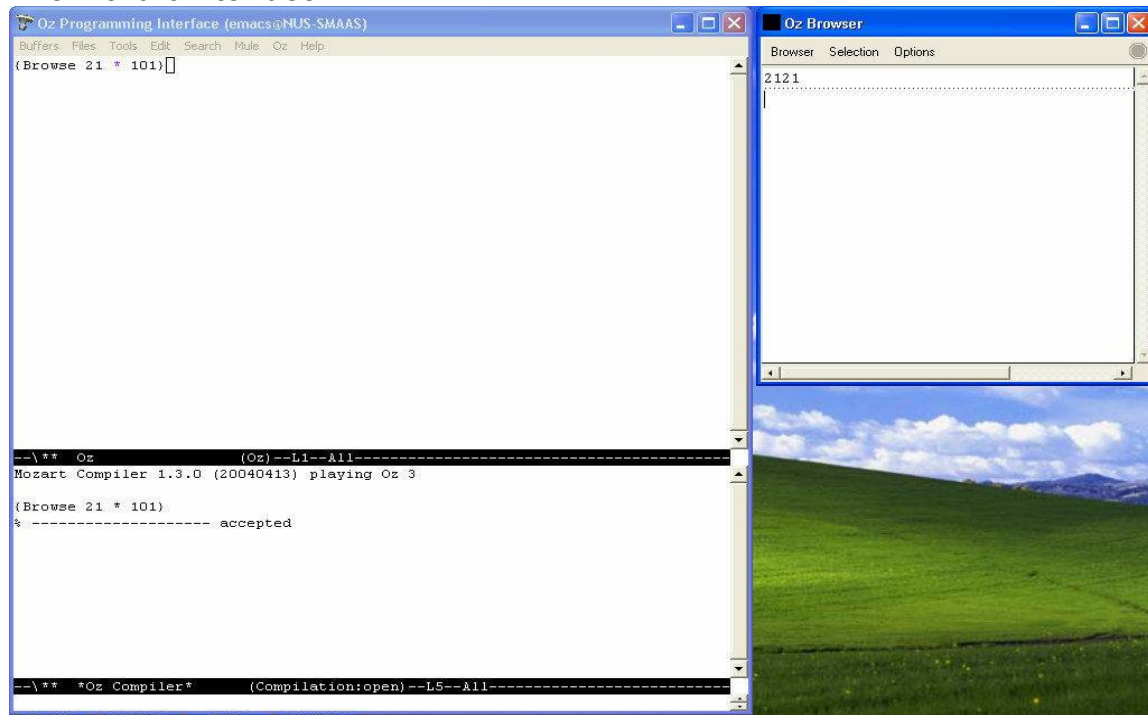 Oz Programming Interface (emacs@NUS-SMAAS)
Buffers Files Tools Edit Search Mule Oz Help
{Browse 21 * 101}
--\** Oz (Oz)--L1--All-----------------------------------------
Mozart Compiler 1.3.0 (20040413) playing Oz 3
{Browse 21 * 101}
% -------------------- accepted
--\** *Oz Compiler* (Compilation:open)--L5--All---------------------------
Oz Browser
Browser Selection Options
2121